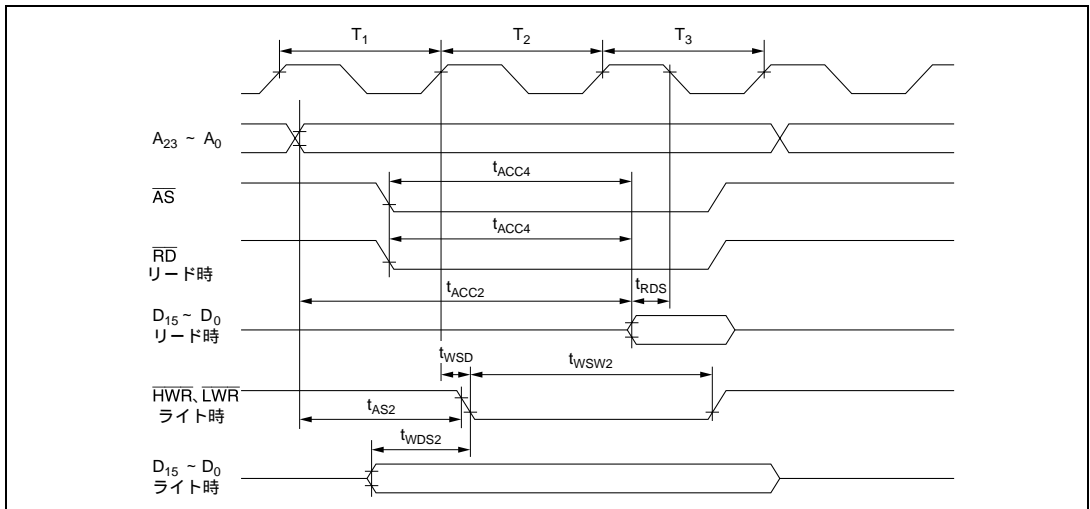 T1 T2 T3
A23 ~ A0
tACC4
AS
tACC4
RD
リード時
tACC2 tRDS
D15 ~ D0
リード時
tWSD tWSW2
HWR、LWR
ライト時
tAS2
tWDS2
D15 ~ D0
ライト時